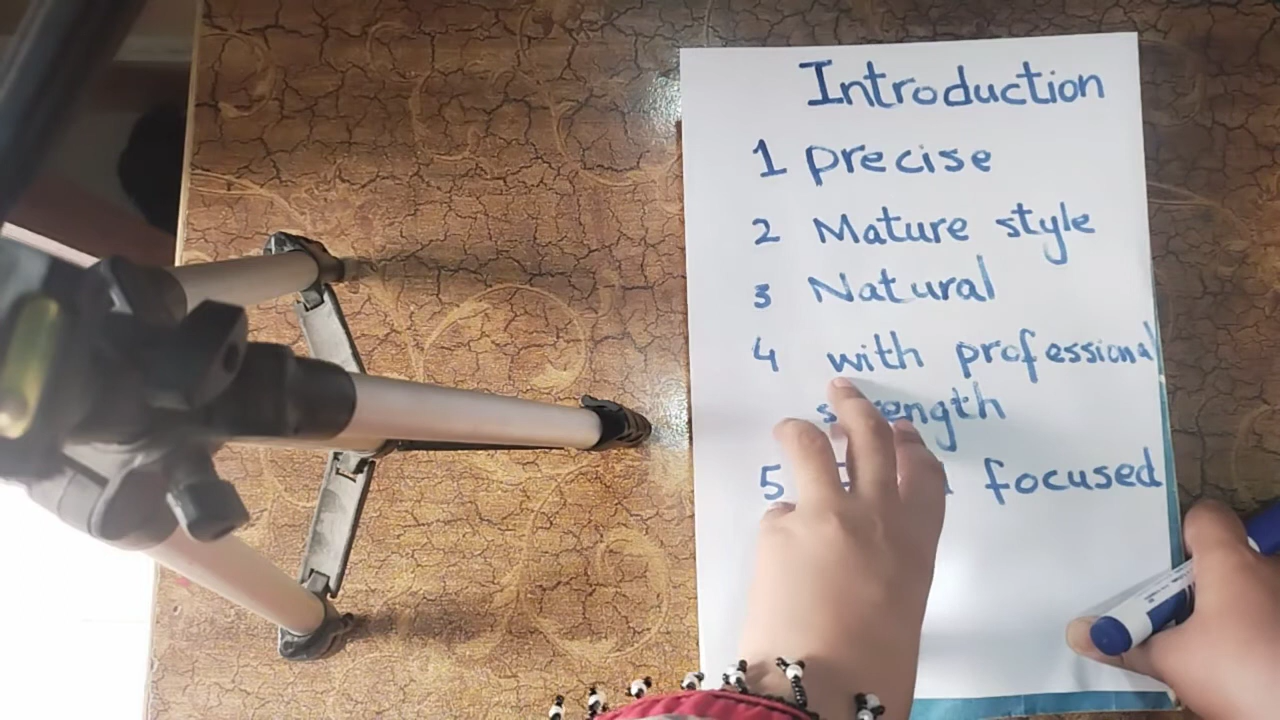 Introduction
1 precise
2 Mature style
3 Natural
4 with professional
5 focused